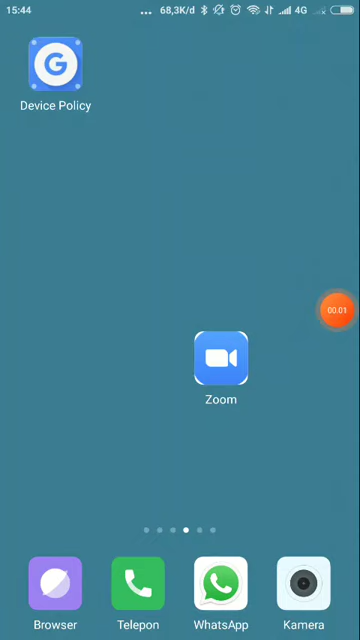 15:44 ... 68,3K/d 4G
G
Device Policy
00.01
Zoom
Browser Telepon WhatsApp Kamera